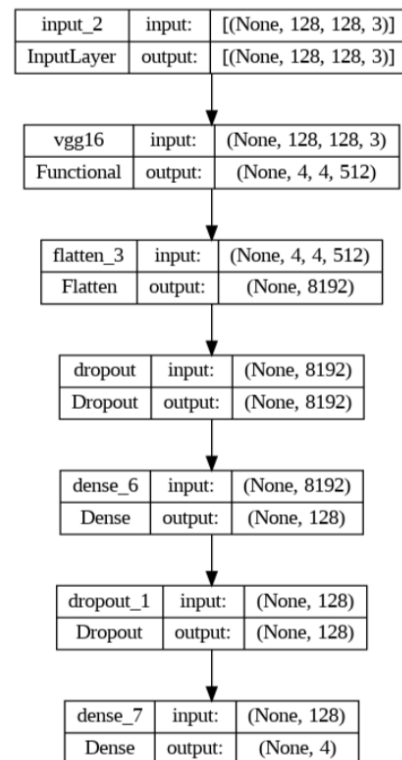 input_2 input: [(None, 128, 128, 3)]
InputLayer output: [(None, 128, 128, 3)]
vgg16 input: (None, 128, 128, 3)
Functional output: (None, 4, 4, 512)
flatten_3 input: (None, 4, 4, 512)
Flatten output: (None, 8192)
dropout input: (None, 8192)
Dropout output: (None, 8192)
dense_6 input: (None, 8192)
Dense output: (None, 128)
dropout_1 input: (None, 128)
Dropout output: (None, 128)
dense_7 input: (None, 128)
Dense output: (None, 4)